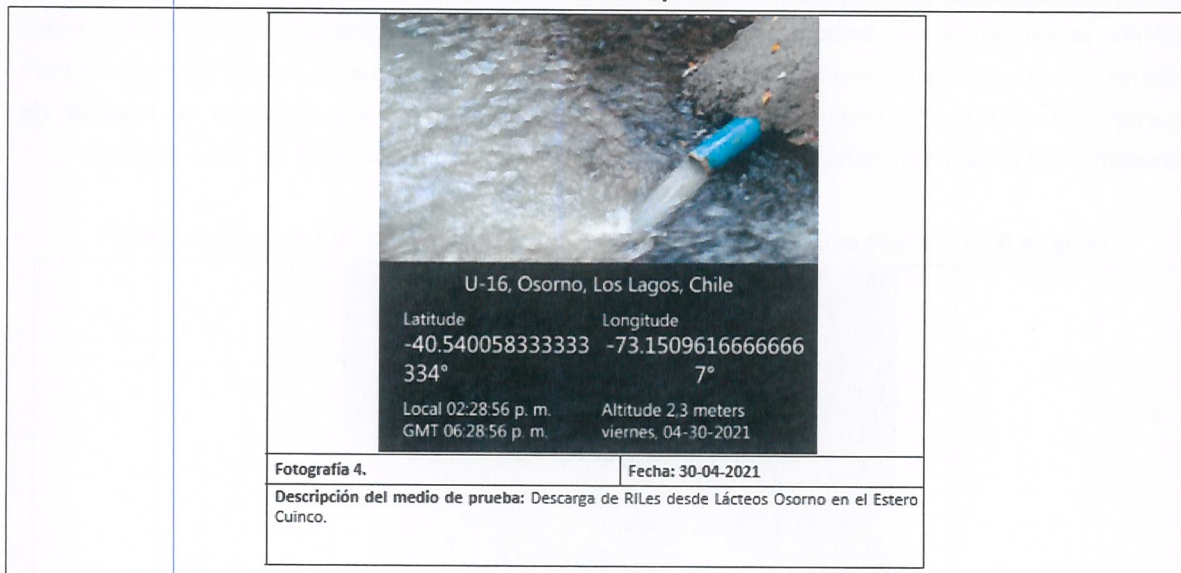 U-16, Osorno, Los Lagos, Chile
Latitude
-40.540058333333
334°
Longitude
-73.1509616666666
7°
Local 02:28:56 p. m.
GMT 06:28:56 p. m.
Altitude 2,3 meters
viernes, 04-30-2021
Fotografía 4.
Fecha: 30-04-2021
Descripción del medio de prueba: Descarga de RILes desde Lácteos Osorno en el Estero
Cuinco.